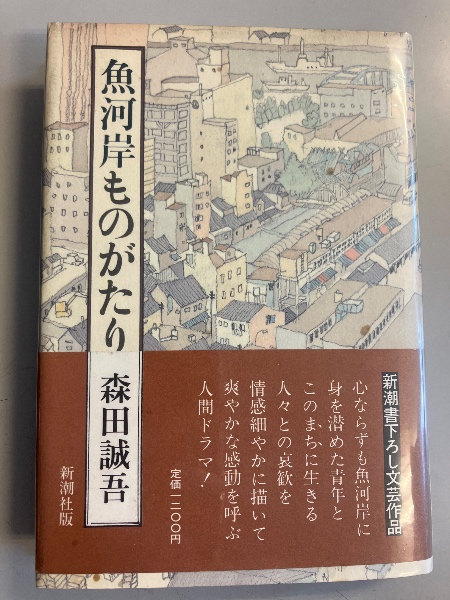 魚河岸ものがたり
森田誠吾
新潮社版
新潮書下ろし文芸作品
心ならずも魚河岸に
身を潜めた青年と
このまちに生きる
人々との哀歓を
情感細やかに描いて
爽やかな感動を呼ぶ
人間ドラマ!
定価一二〇〇円